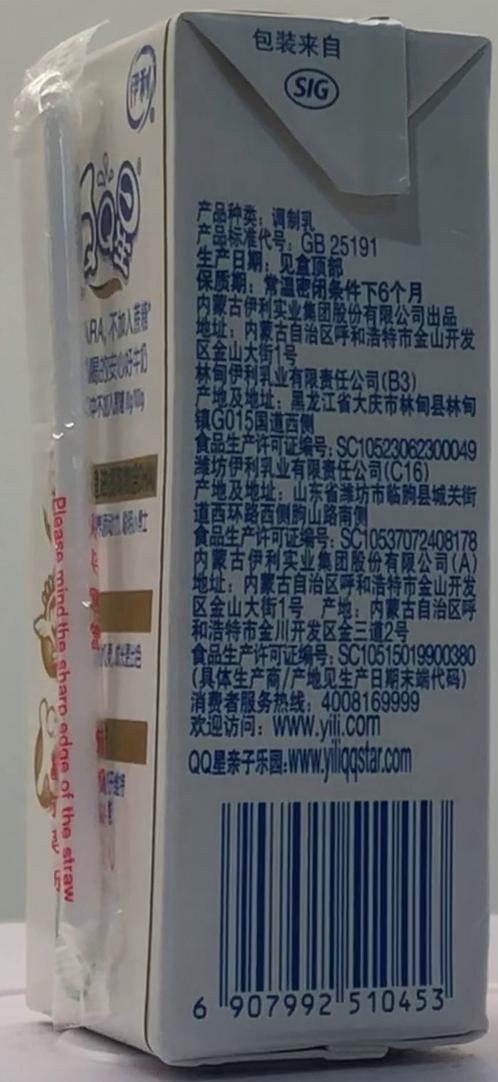 包装来自
SIG
伊利
产品种类：调制乳
产品标准代号：GB 25191
生产日期：见盒顶部
保质期：常温密闭条件下6个月
内蒙古伊利实业集团股份有限公司出品
地址：内蒙古自治区呼和浩特市金山开发
区金山大街1号
林甸伊利乳业有限责任公司(B3)
产地及地址：黑龙江省大庆市林甸县林甸
镇G015国道西侧
食品生产许可证编号：SC10523062300049
潍坊伊利乳业有限责任公司(C16)
产地及地址：山东省潍坊市临朐县城关街
道西环路西侧朐山路南侧
食品生产许可证编号：SC10537072408178
内蒙古伊利实业集团股份有限公司(A)
地址：内蒙古自治区呼和浩特市金山开发
区金山大街1号 产地：内蒙古自治区呼
和浩特市金川开发区金三道2号
食品生产许可证编号：SC10515019900380
(具体生产商/产地见生产日期末端代码)
消费者服务热线：4008169999
欢迎访问：www.yili.com
QQ星亲子乐园:www.yiliqqstar.com
6 907992 510453
ARA, 不加入蔗糖
Please mind the sharp edge of the straw